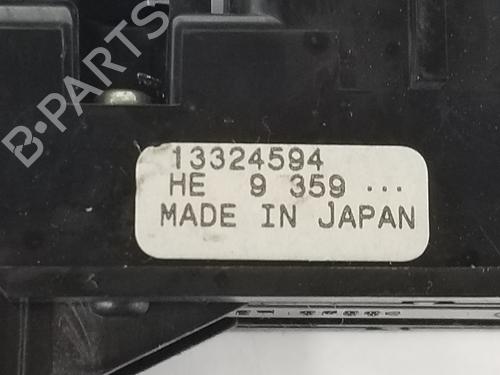 B-PARTS
13324594
HE 9 359 ...
MADE IN JAPAN